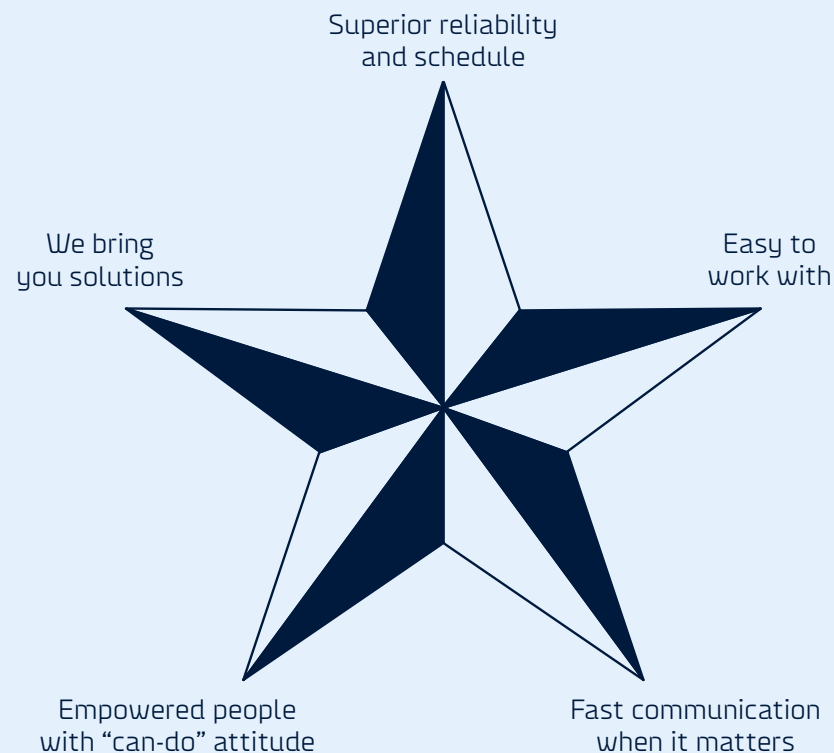 Superior reliability
and schedule
We bring
you solutions
Easy to
work with
Empowered people
with “can-do” attitude
Fast communication
when it matters